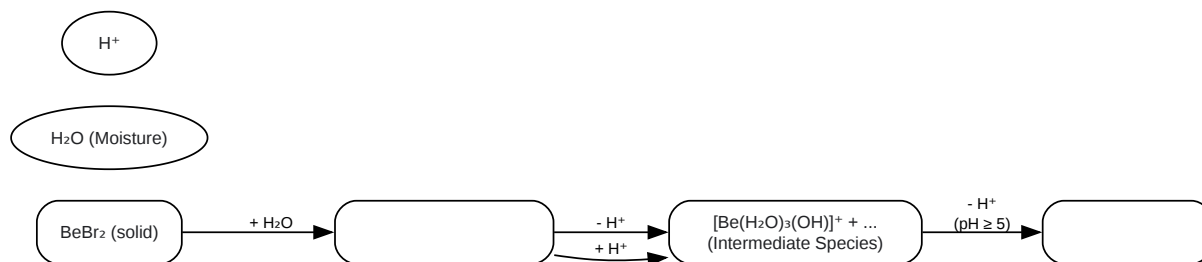 H⁺
H₂O (Moisture)
BeBr₂ (solid)
+ H₂O
- H⁺
+ H⁺
[Be(H₂O)₃(OH)]⁺ + ...
(Intermediate Species)
- H⁺
(pH ≥ 5)